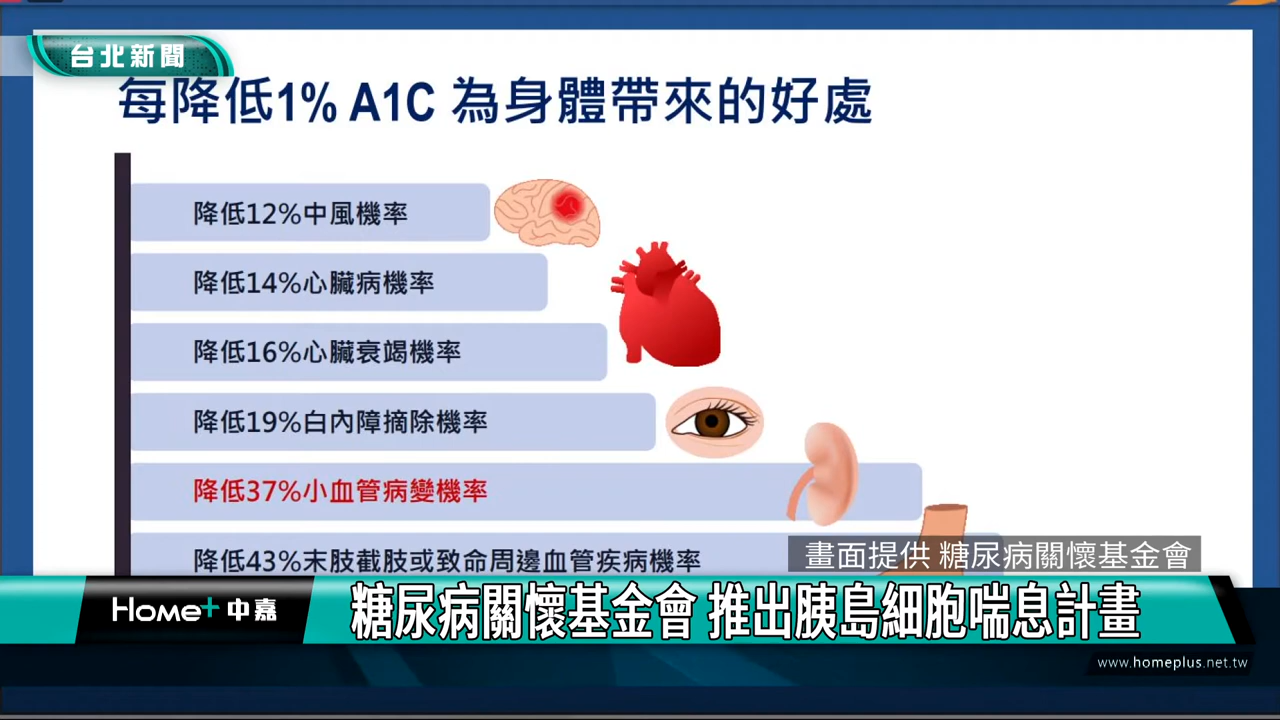 台北新聞
每降低1% A1C 為身體帶來的好處
降低12%中風機率
降低14%心臟病機率
降低16%心臟衰竭機率
降低19%白內障摘除機率
降低37%小血管病變機率
降低43%末肢截肢或致命周邊血管疾病機率
畫面提供 糖尿病關懷基金會
Home+ 中嘉
糖尿病關懷基金會 推出胰島細胞喘息計畫
www.homeplus.net.tw